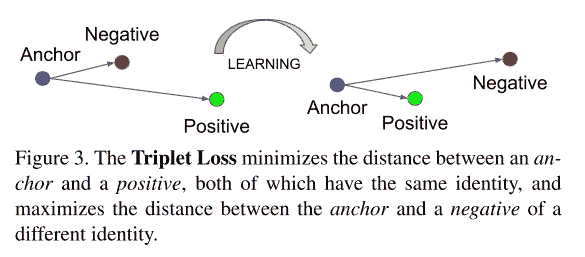 Negative
Anchor
LEARNING
Negative
Anchor
Positive
Positive
Figure 3. The Triplet Loss minimizes the distance between an an-
chor and a positive, both of which have the same identity, and
maximizes the distance between the anchor and a negative of a
different identity.